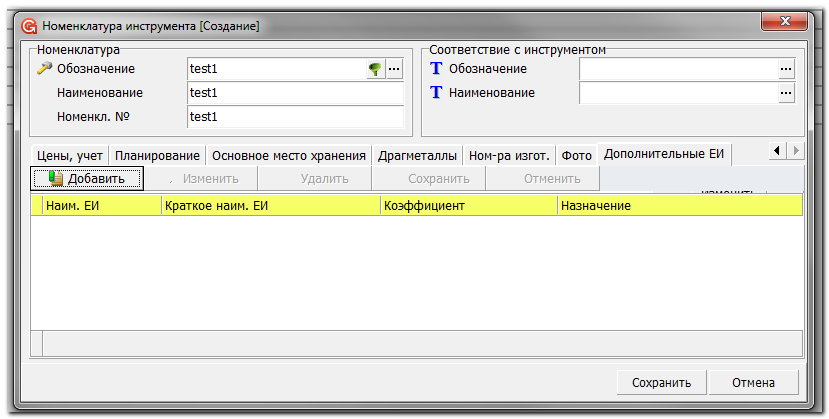 Номенклатура инструмента [Создание]
Номенклатура
Обозначение test1 ...
Наименование test1
Номенкл. № test1
Соответствие с инструментом
T Обозначение ...
T Наименование ...
Цены, учет Планирование Основное место хранения Драгметаллы Ном-ра изгот. Фото Дополнительные ЕИ
Добавить Изменить Удалить Сохранить Отменить
Изменить
Наим. ЕИ Краткое наим. ЕИ Коэффициент Назначение
Сохранить Отмена